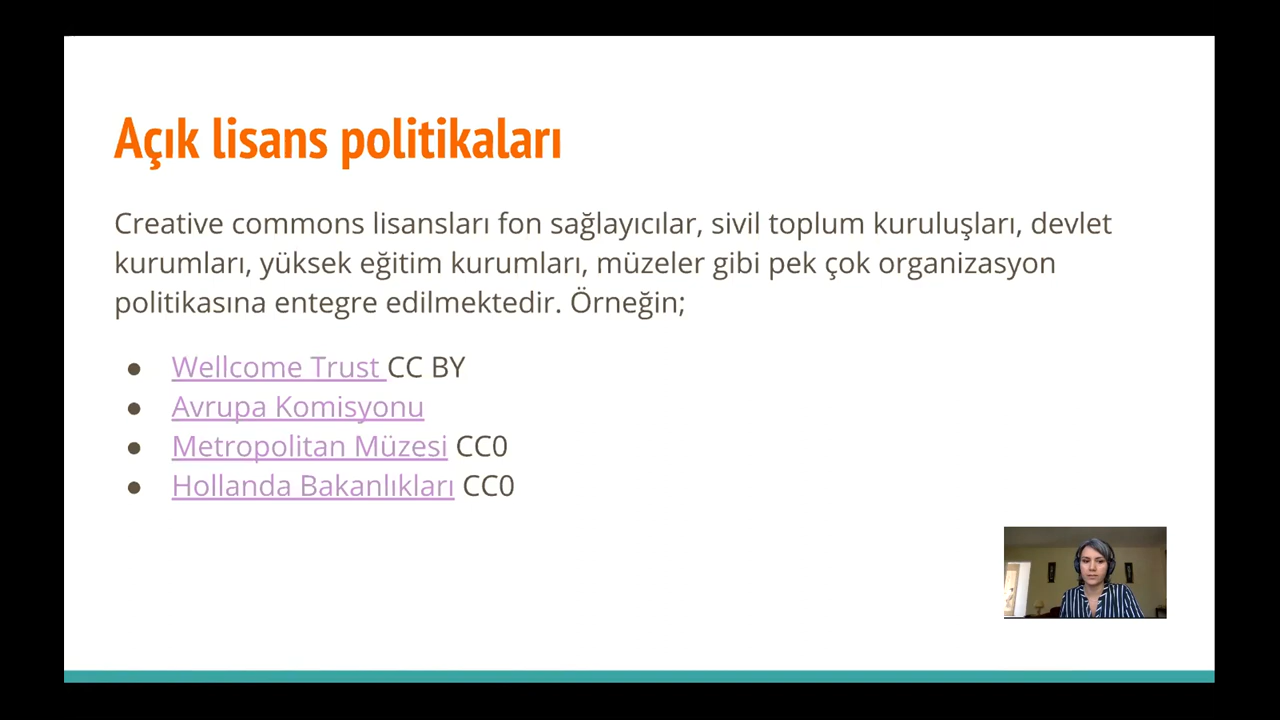 Açık lisans politikaları
Creative commons lisansları fon sağlayıcılar, sivil toplum kuruluşları, devlet
kurumları, yüksek eğitim kurumları, müzeler gibi pek çok organizasyon
politikasına entegre edilmektedir. Örneğin;
● Wellcome Trust CC BY
● Avrupa Komisyonu
● Metropolitan Müzesi CC0
● Hollanda Bakanlıkları CC0